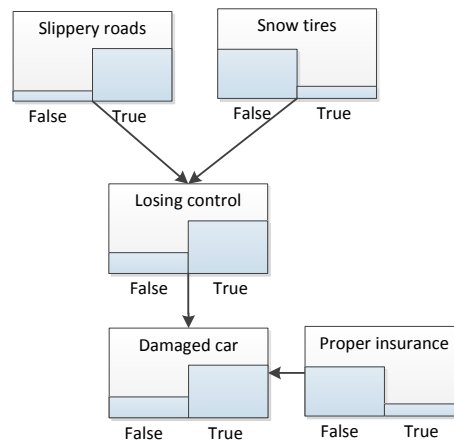 Slippery roads
Snow tires
False True
False True
Losing control
False True
Damaged car
Proper insurance
False True
False True